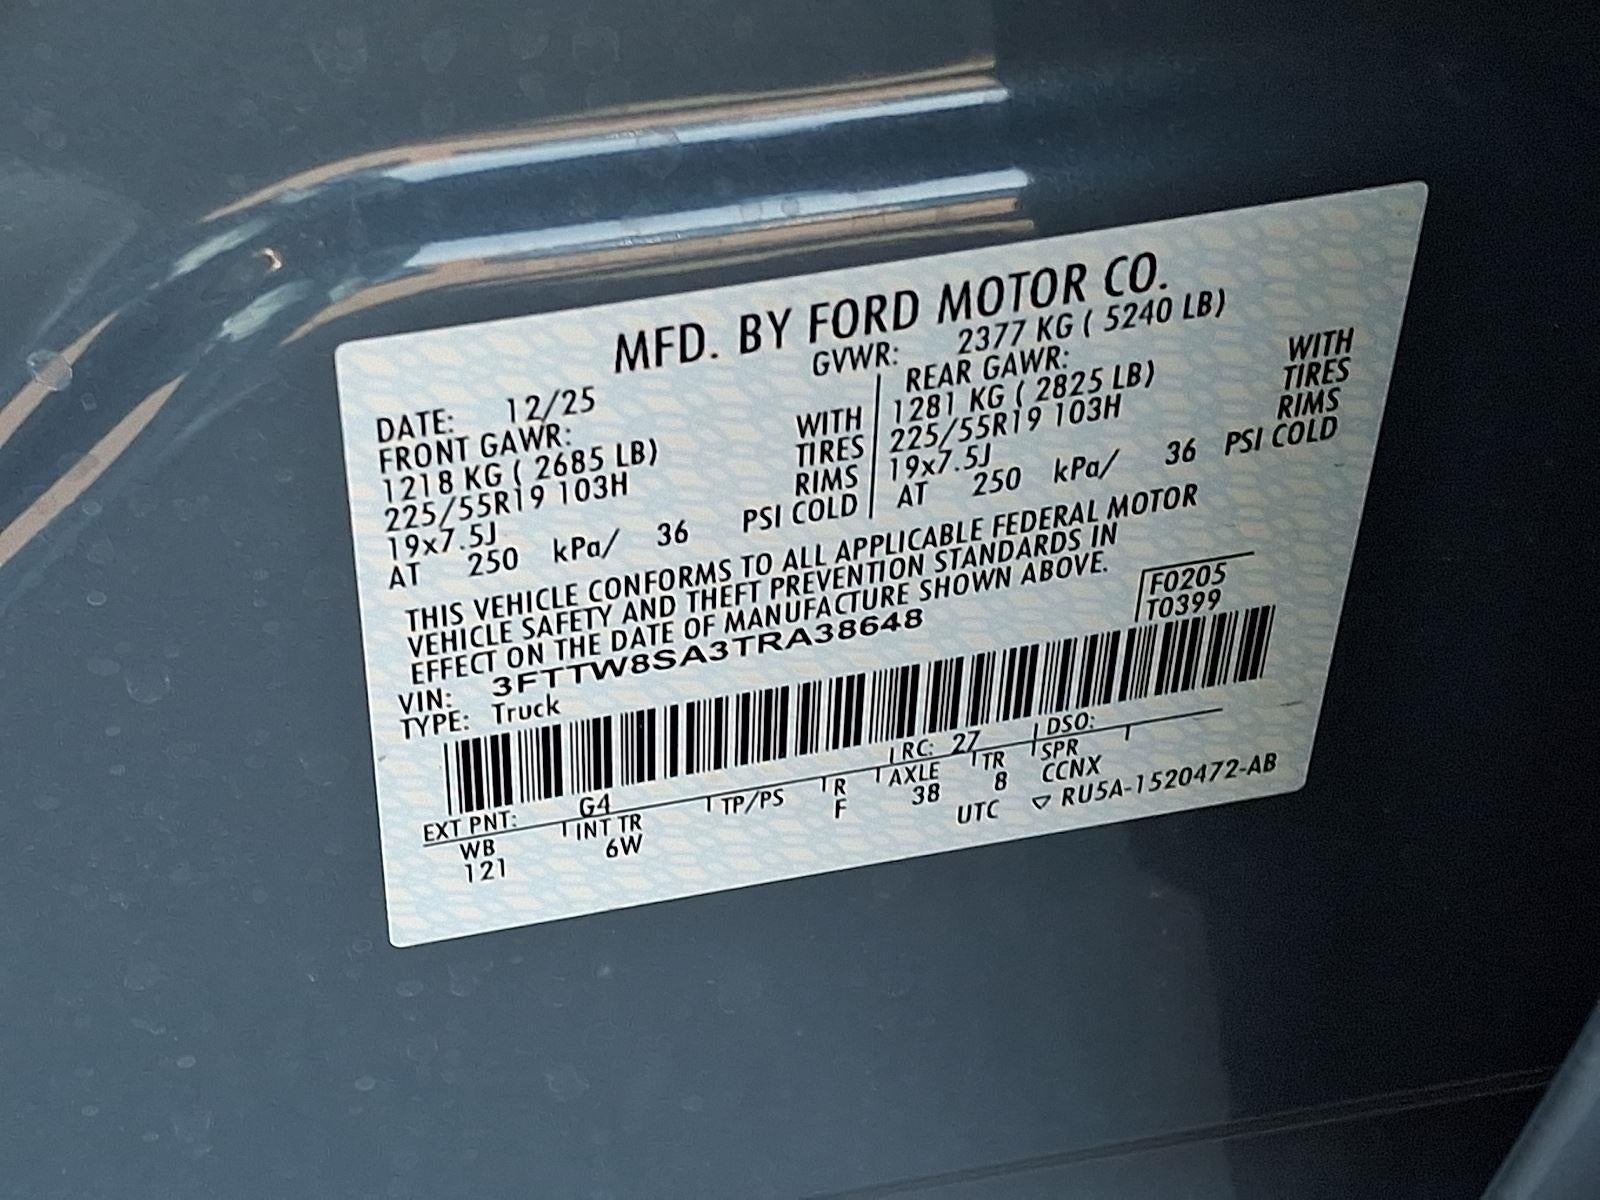 MFD. BY FORD MOTOR CO.
DATE: 12/25 GVWR: 2377 KG ( 5240 LB)
FRONT GAWR: REAR GAWR:
1218 KG ( 2685 LB) WITH 1281 KG ( 2825 LB) WITH
225/55R19 103H TIRES 225/55R19 103H TIRES
19x7.5J RIMS 19x7.5J RIMS
AT 250 kPa/ 36 PSI COLD AT 250 kPa/ 36 PSI COLD
THIS VEHICLE CONFORMS TO ALL APPLICABLE FEDERAL MOTOR
VEHICLE SAFETY AND THEFT PREVENTION STANDARDS IN
EFFECT ON THE DATE OF MANUFACTURE SHOWN ABOVE.
VIN: 3FTTW8SA3TRA38648 F0205
TYPE: Truck T0399
EXT PNT: G4 RC: 27 DSO:
WB INT TR TP/PS R AXLE TR SPR
121 6W F 38 8 CCNX
UTC ▽ RU5A-1520472-AB